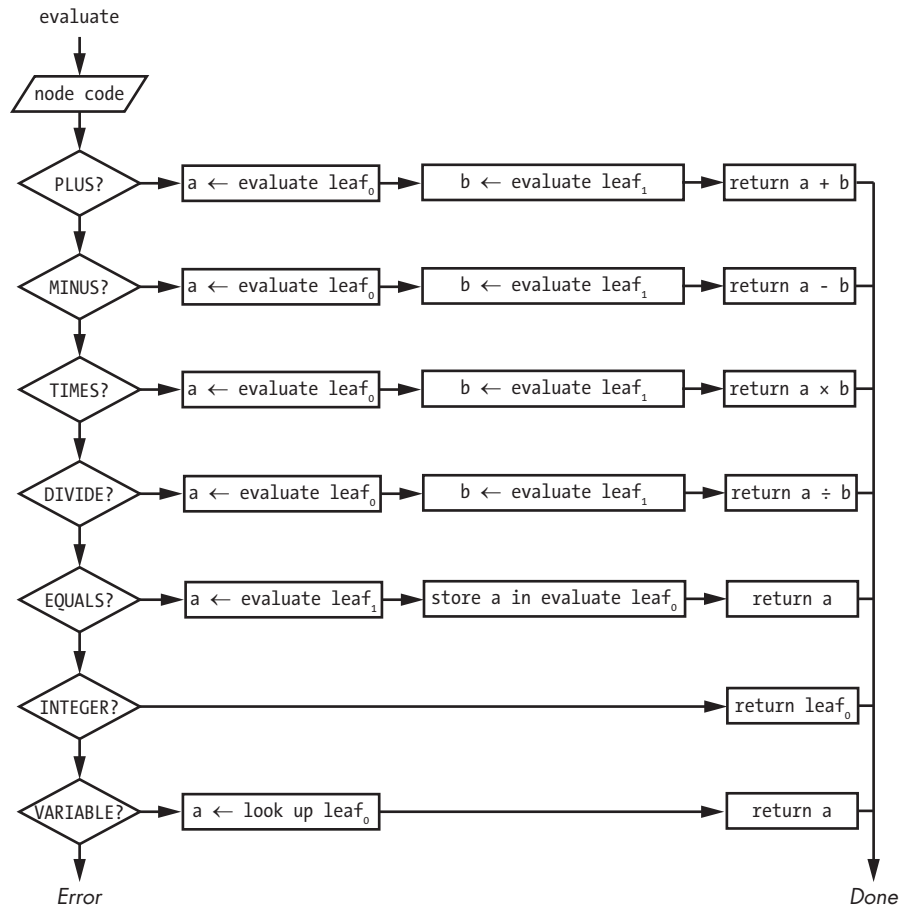 evaluate
node code
PLUS? a ← evaluate leaf₀ b ← evaluate leaf₁ return a + b
MINUS? a ← evaluate leaf₀ b ← evaluate leaf₁ return a - b
TIMES? a ← evaluate leaf₀ b ← evaluate leaf₁ return a × b
DIVIDE? a ← evaluate leaf₀ b ← evaluate leaf₁ return a ÷ b
EQUALS? a ← evaluate leaf₁ store a in evaluate leaf₀ return a
INTEGER? return leaf₀
VARIABLE? a ← look up leaf₀ return a
Error Done